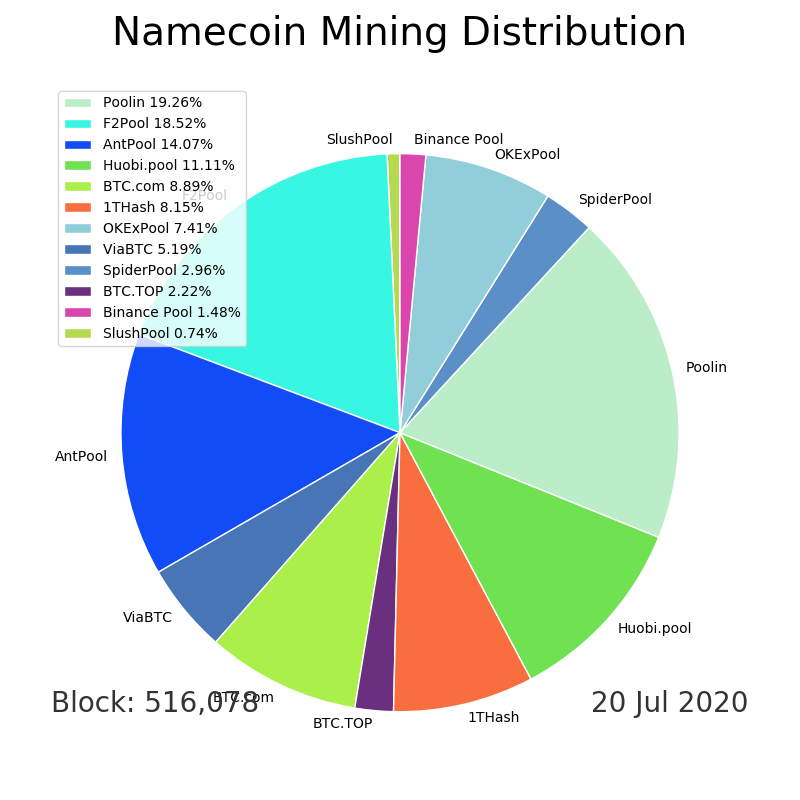 Namecoin Mining Distribution
Poolin 19.26%
F2Pool 18.52%
AntPool 14.07%
Huobi.pool 11.11%
BTC.com 8.89%
1THash 8.15%
OKExPool 7.41%
ViaBTC 5.19%
SpiderPool 2.96%
BTC.TOP 2.22%
Binance Pool 1.48%
SlushPool 0.74%
SlushPool
Binance Pool
OKExPool
SpiderPool
F2Pool
Poolin
AntPool
ViaBTC
Huobi.pool
BTC.com
BTC.TOP
1THash
Block: 516,078
20 Jul 2020